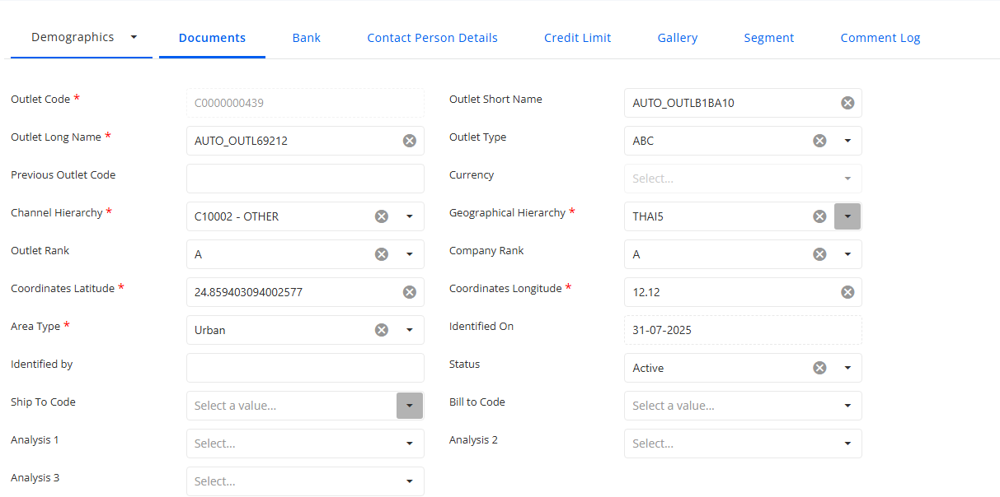 Demographics Documents Bank Contact Person Details Credit Limit Gallery Segment Comment Log
Outlet Code * C0000000439 Outlet Short Name AUTO_OUTLB1BA10
Outlet Long Name * AUTO_OUTL69212 Outlet Type ABC
Previous Outlet Code Currency Select...
Channel Hierarchy * C10002 - OTHER Geographical Hierarchy * THAI5
Outlet Rank A Company Rank A
Coordinates Latitude * 24.859403094002577 Coordinates Longitude * 12.12
Area Type * Urban Identified On 31-07-2025
Identified by Status Active
Ship To Code Select a value... Bill to Code Select a value...
Analysis 1 Select... Analysis 2 Select...
Analysis 3 Select...